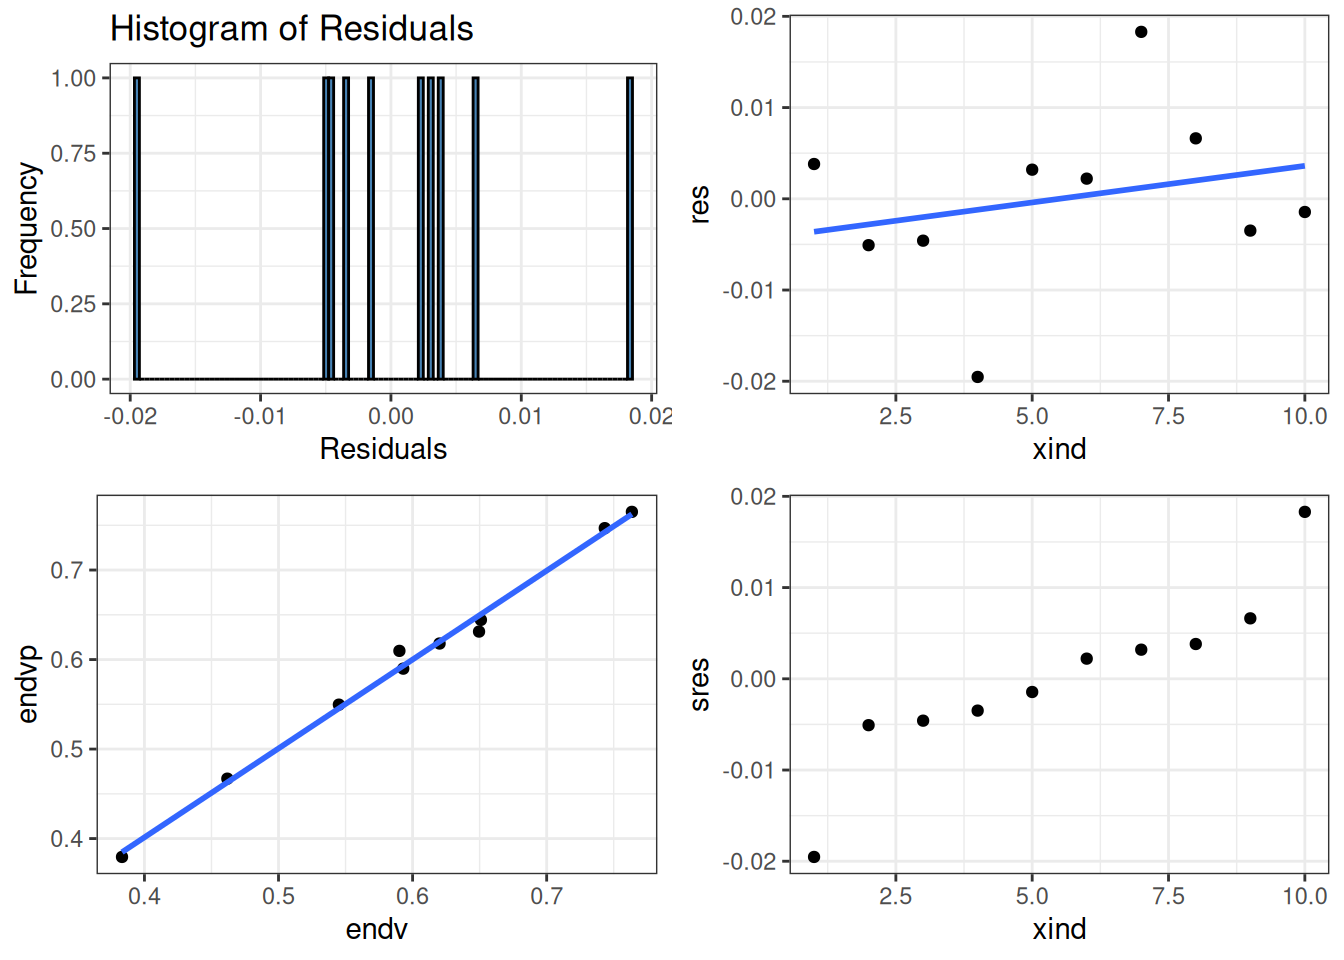 Histogram of Residuals
1.00
0.75
0.50
0.25
0.00
Frequency
-0.02 -0.01 0.00 0.01 0.02
Residuals
0.02
0.01
0.00
-0.01
-0.02
res
2.5 5.0 7.5 10.0
xind
0.7
0.6
0.5
0.4
endvp
0.4 0.5 0.6 0.7
endv
0.02
0.01
0.00
-0.01
-0.02
sres
2.5 5.0 7.5 10.0
xind